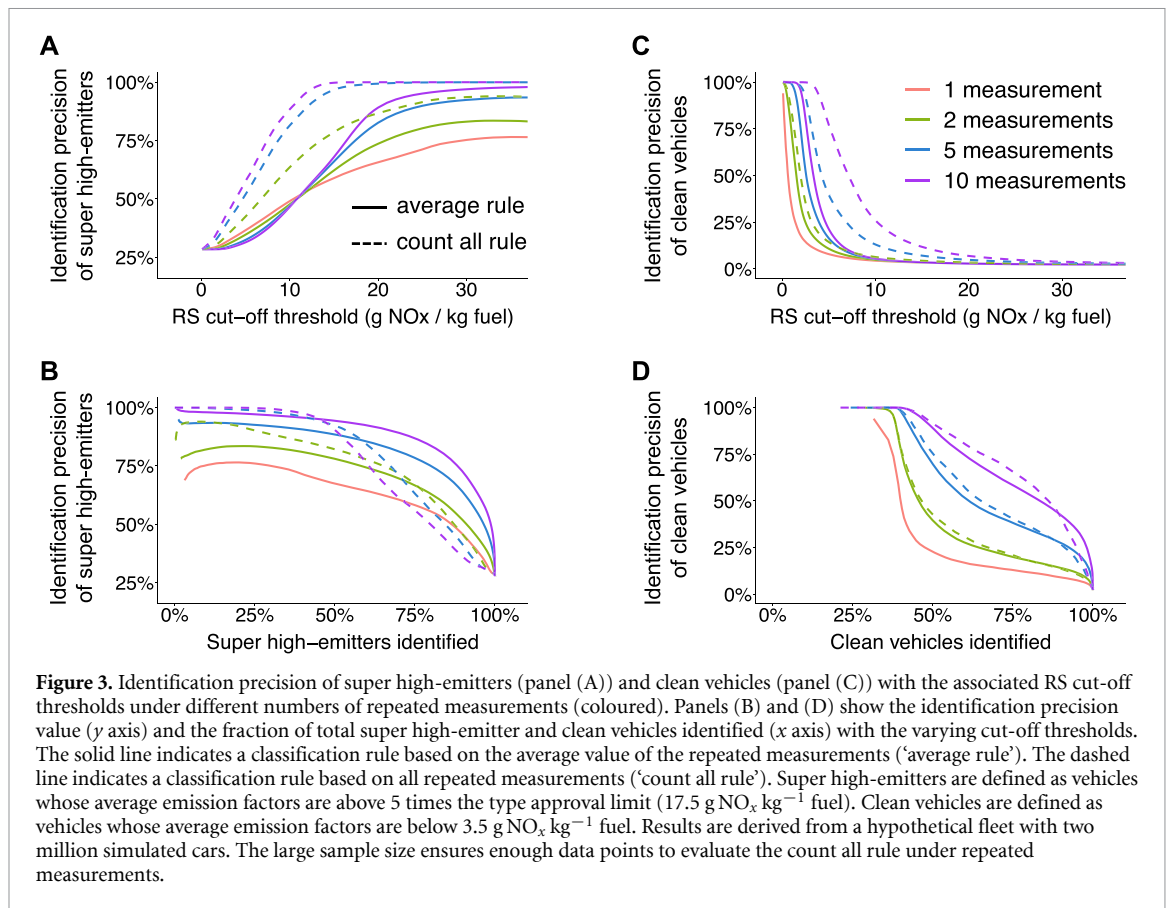 A
Identification precision
of super high-emitters
100%
75%
50%
25%
0
10
20
30
RS cut–off threshold (g NOx / kg fuel)
average rule
count all rule
C
Identification precision
of clean vehicles
100%
75%
50%
25%
0%
0
10
20
30
RS cut–off threshold (g NOx / kg fuel)
1 measurement
2 measurements
5 measurements
10 measurements
B
Identification precision
of super high-emitters
100%
75%
50%
25%
0%
25%
50%
75%
100%
Super high–emitters identified
D
Identification precision
of clean vehicles
100%
75%
50%
25%
0%
0%
25%
50%
75%
100%
Clean vehicles identified
Figure 3. Identification precision of super high-emitters (panel (A)) and clean vehicles (panel (C)) with the associated RS cut-off
thresholds under different numbers of repeated measurements (coloured). Panels (B) and (D) show the identification precision
value (y axis) and the fraction of total super high-emitter and clean vehicles identified (x axis) with the varying cut-off thresholds.
The solid line indicates a classification rule based on the average value of the repeated measurements (‘average rule’). The dashed
line indicates a classification rule based on all repeated measurements (‘count all rule’). Super high-emitters are defined as vehicles
whose average emission factors are above 5 times the type approval limit (17.5 g NOₓ kg⁻¹ fuel). Clean vehicles are defined as
vehicles whose average emission factors are below 3.5 g NOₓ kg⁻¹ fuel. Results are derived from a hypothetical fleet with two
million simulated cars. The large sample size ensures enough data points to evaluate the count all rule under repeated
measurements.